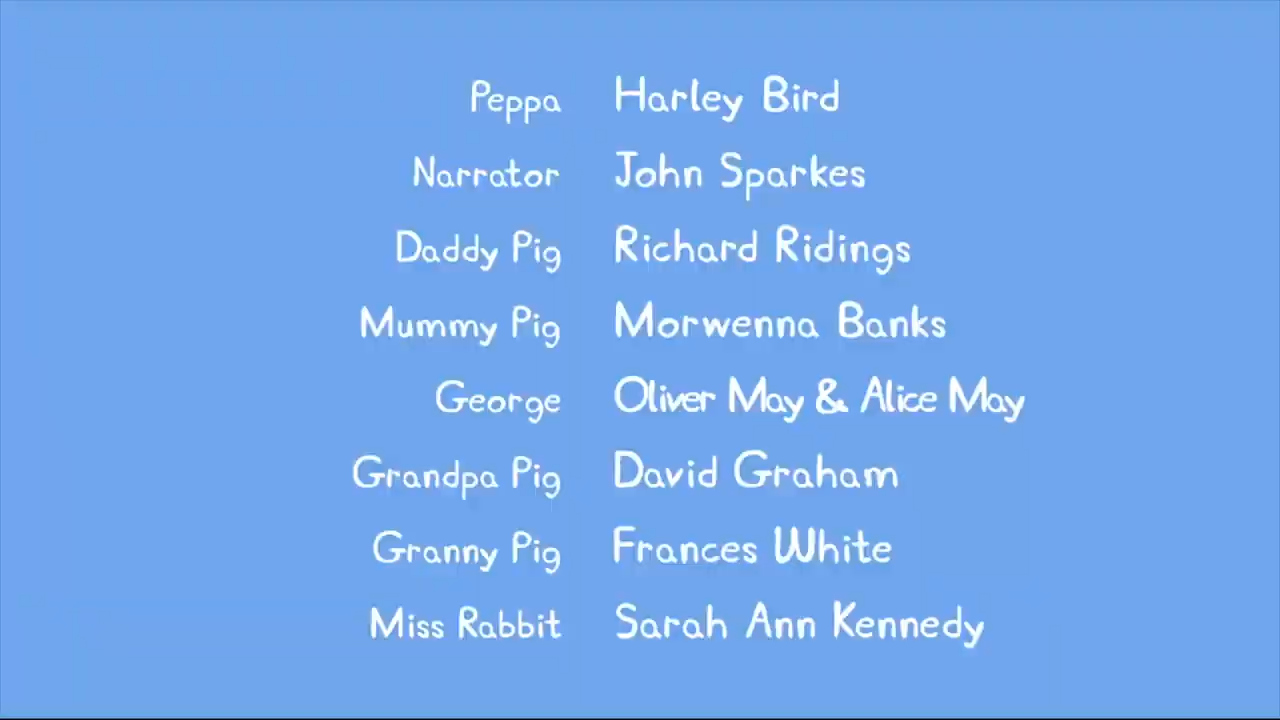 Peppa Harley Bird
Narrator John Sparkes
Daddy Pig Richard Ridings
Mummy Pig Morwenna Banks
George Oliver May & Alice May
Grandpa Pig David Graham
Granny Pig Frances White
Miss Rabbit Sarah Ann Kennedy